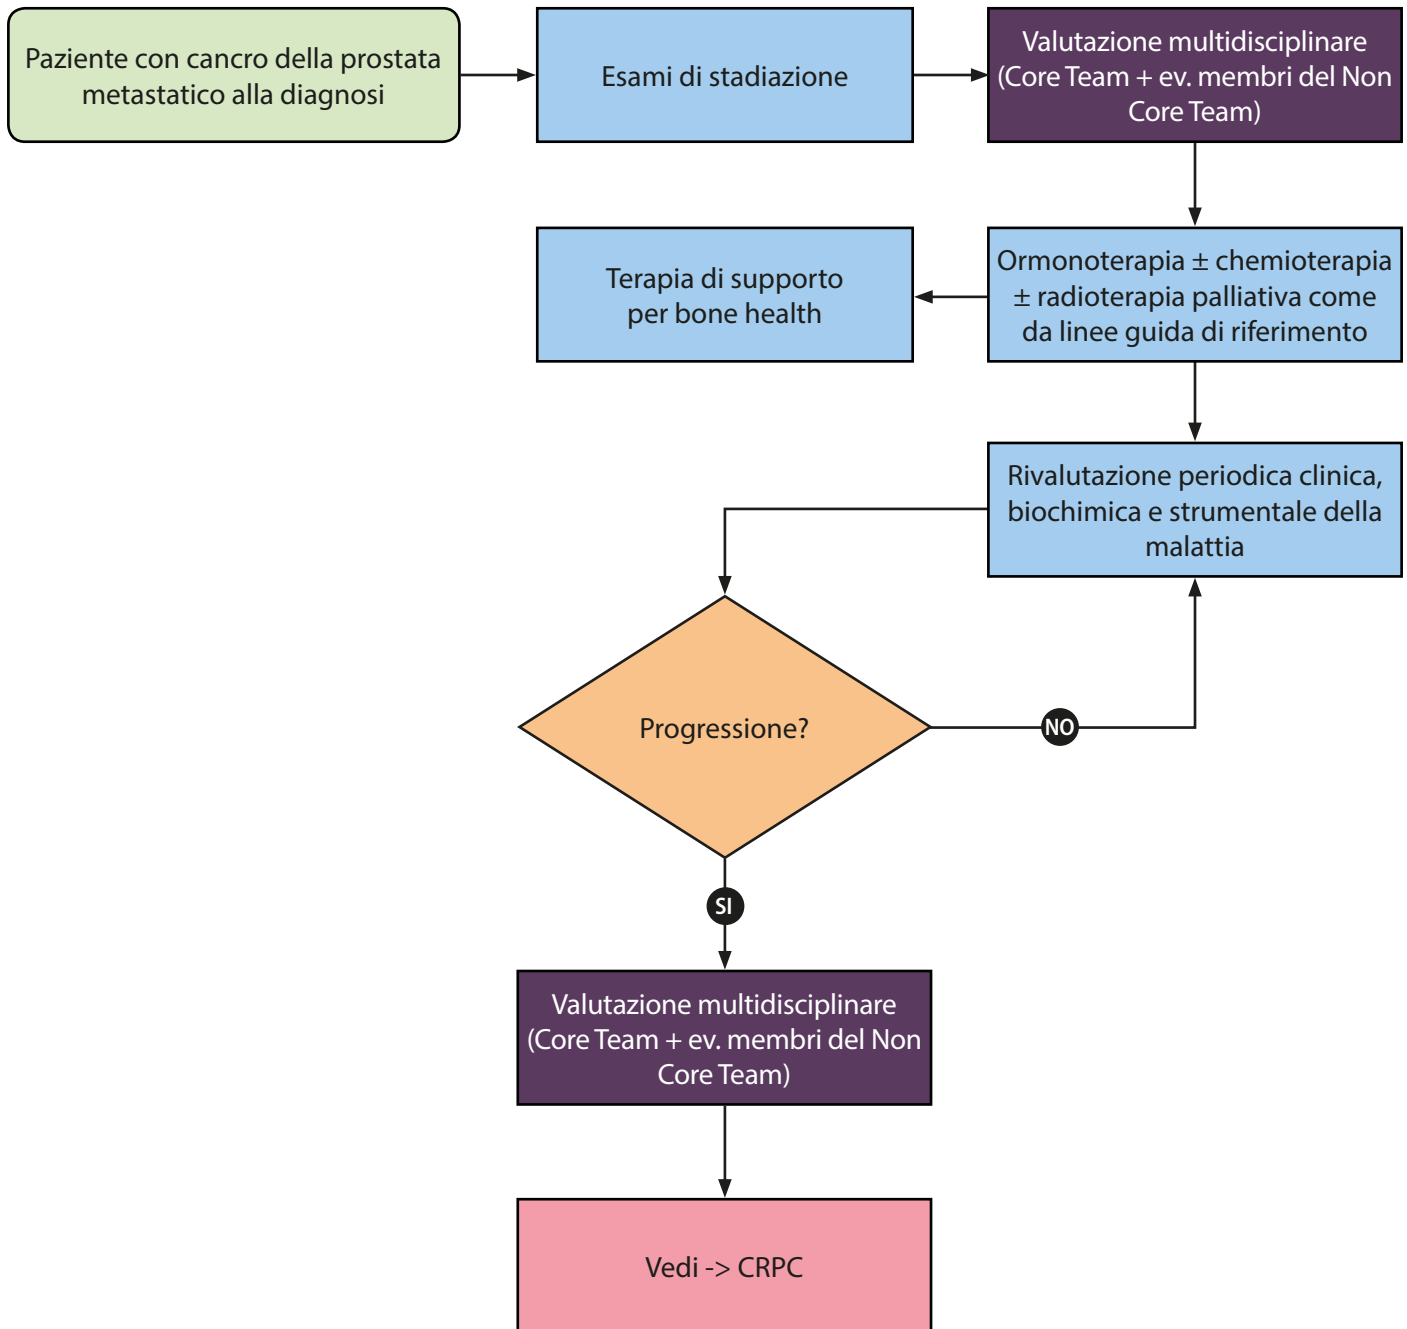 Paziente con cancro della prostata
metastatico alla diagnosi
Esami di stadiazione
Valutazione multidisciplinare
(Core Team + ev. membri del Non
Core Team)
Terapia di supporto
per bone health
Ormonoterapia ± chemioterapia
± radioterapia palliativa come
da linee guida di riferimento
Rivalutazione periodica clinica,
biochimica e strumentale della
malattia
Progressione?
NO
SI
Valutazione multidisciplinare
(Core Team + ev. membri del Non
Core Team)
Vedi -> CRPC